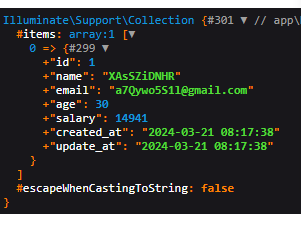 Illuminate\Support\Collection {#301 ▼ // app\
#items: array:1 [▼
0 => {#299 ▼
+"id": 1
+"name": "XAsSZiDNHR"
+"email": "a7Qywo5S1l@gmail.com"
+"age": 30
+"salary": 14941
+"created_at": "2024-03-21 08:17:38"
+"update_at": "2024-03-21 08:17:38"
}
]
#escapeWhenCastingToString: false
}